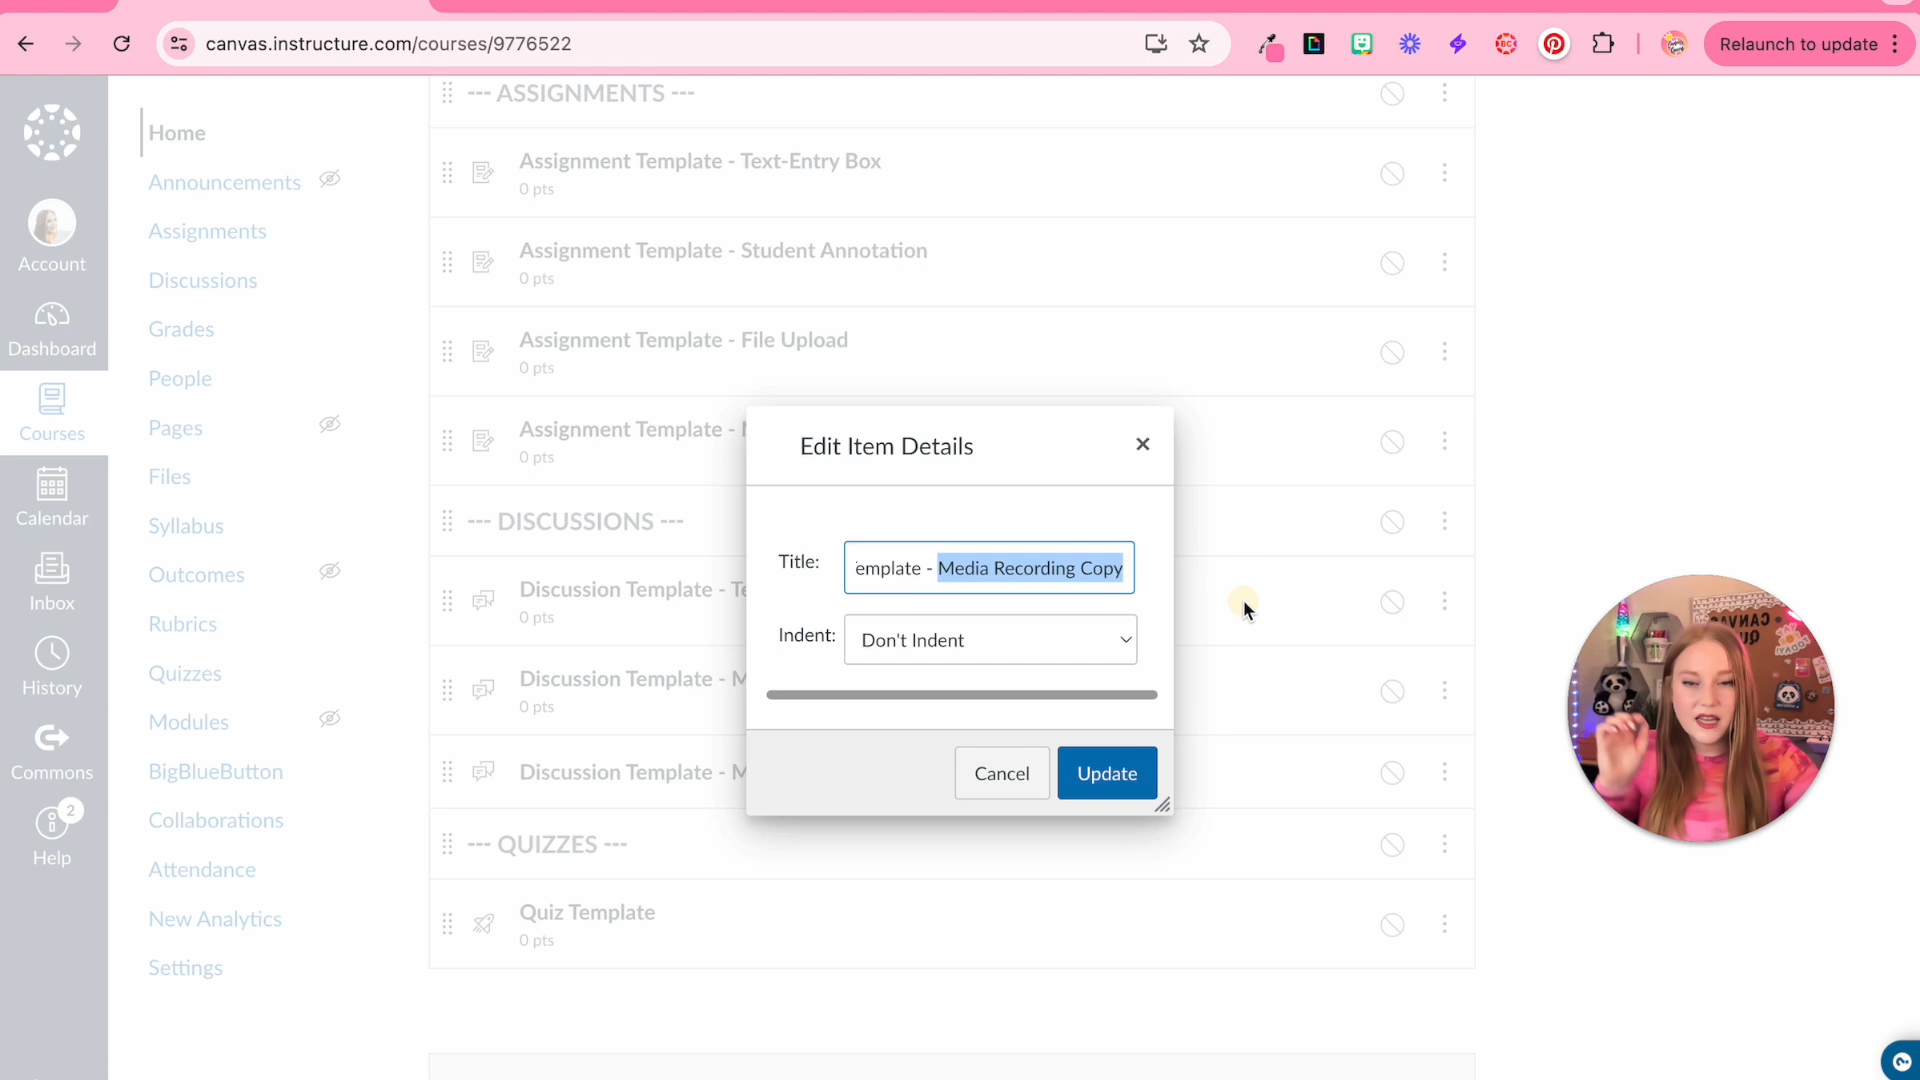 canvas.instructure.com/courses/9776522
Relaunch to update
Account
Dashboard
Courses
Calendar
Inbox
History
Commons
2
Help
Home
Announcements
Assignments
Discussions
Grades
People
Pages
Files
Syllabus
Outcomes
Rubrics
Quizzes
Modules
BigBlueButton
Collaborations
Attendance
New Analytics
Settings
--- ASSIGNMENTS ---
Assignment Template - Text-Entry Box
0 pts
Assignment Template - Student Annotation
0 pts
Assignment Template - File Upload
0 pts
Assignment Template -
0 pts
--- DISCUSSIONS ---
Discussion Template - Te
0 pts
Discussion Template - M
0 pts
Discussion Template - M
--- QUIZZES ---
Quiz Template
0 pts
Edit Item Details
Title:
emplate - Media Recording Copy
Indent:
Don't Indent
Cancel
Update